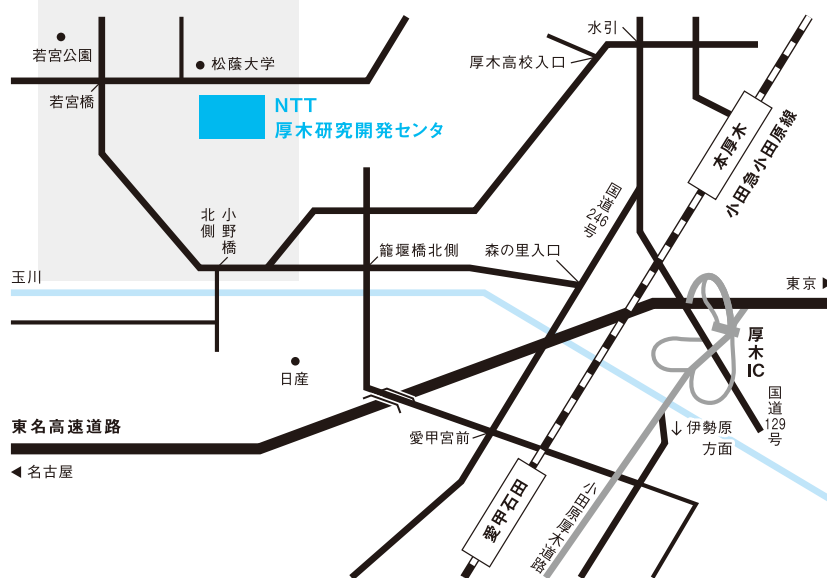 水引
若宮公園
松蔭大学
厚木高校入口
若宮橋
NTT
厚木研究開発センタ
本厚木
小田急小田原線
国道246号
小野橋
北側
籠堰橋北側
森の里入口
玉川
東京
厚木
IC
日産
国道129号
東名高速道路
愛甲宮前
↓伊勢原
方面
名古屋
愛甲石田
小田原厚木道路